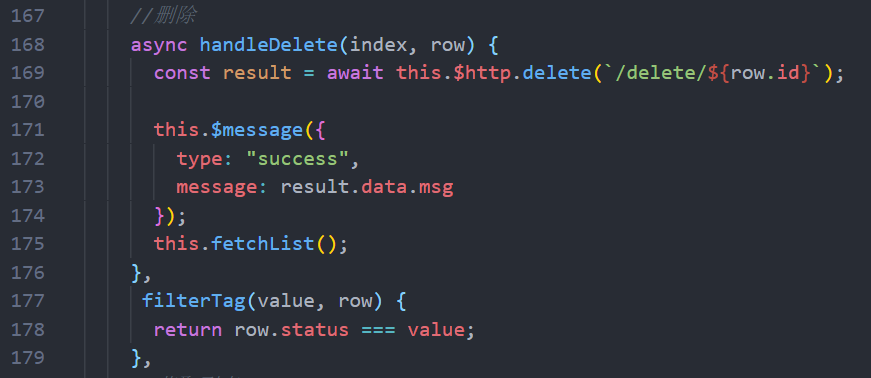 167 //删除
168 async handleDelete(index, row) {
169 const result = await this.$http.delete(`/delete/${row.id}`);
170
171 this.$message({
172 type: "success",
173 message: result.data.msg
174 });
175 this.fetchList();
176 },
177 filterTag(value, row) {
178 return row.status === value;
179 },